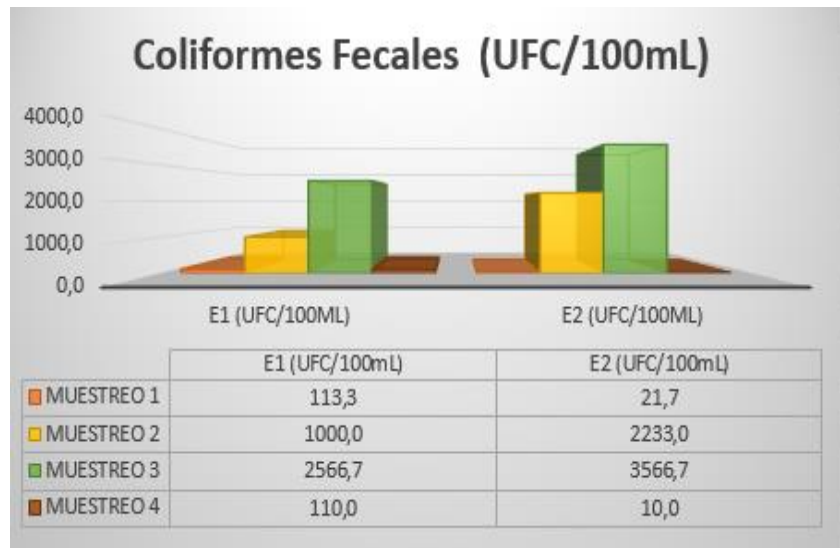 Coliformes Fecales (UFC/100mL)
4000,0
3000,0
2000,0
1000,0
0,0
E1 (UFC/100ML) E2 (UFC/100ML)
E1 (UFC/100mL) E2 (UFC/100mL)
MUESTREO 1 113,3 21,7
MUESTREO 2 1000,0 2233,0
MUESTREO 3 2566,7 3566,7
MUESTREO 4 110,0 10,0